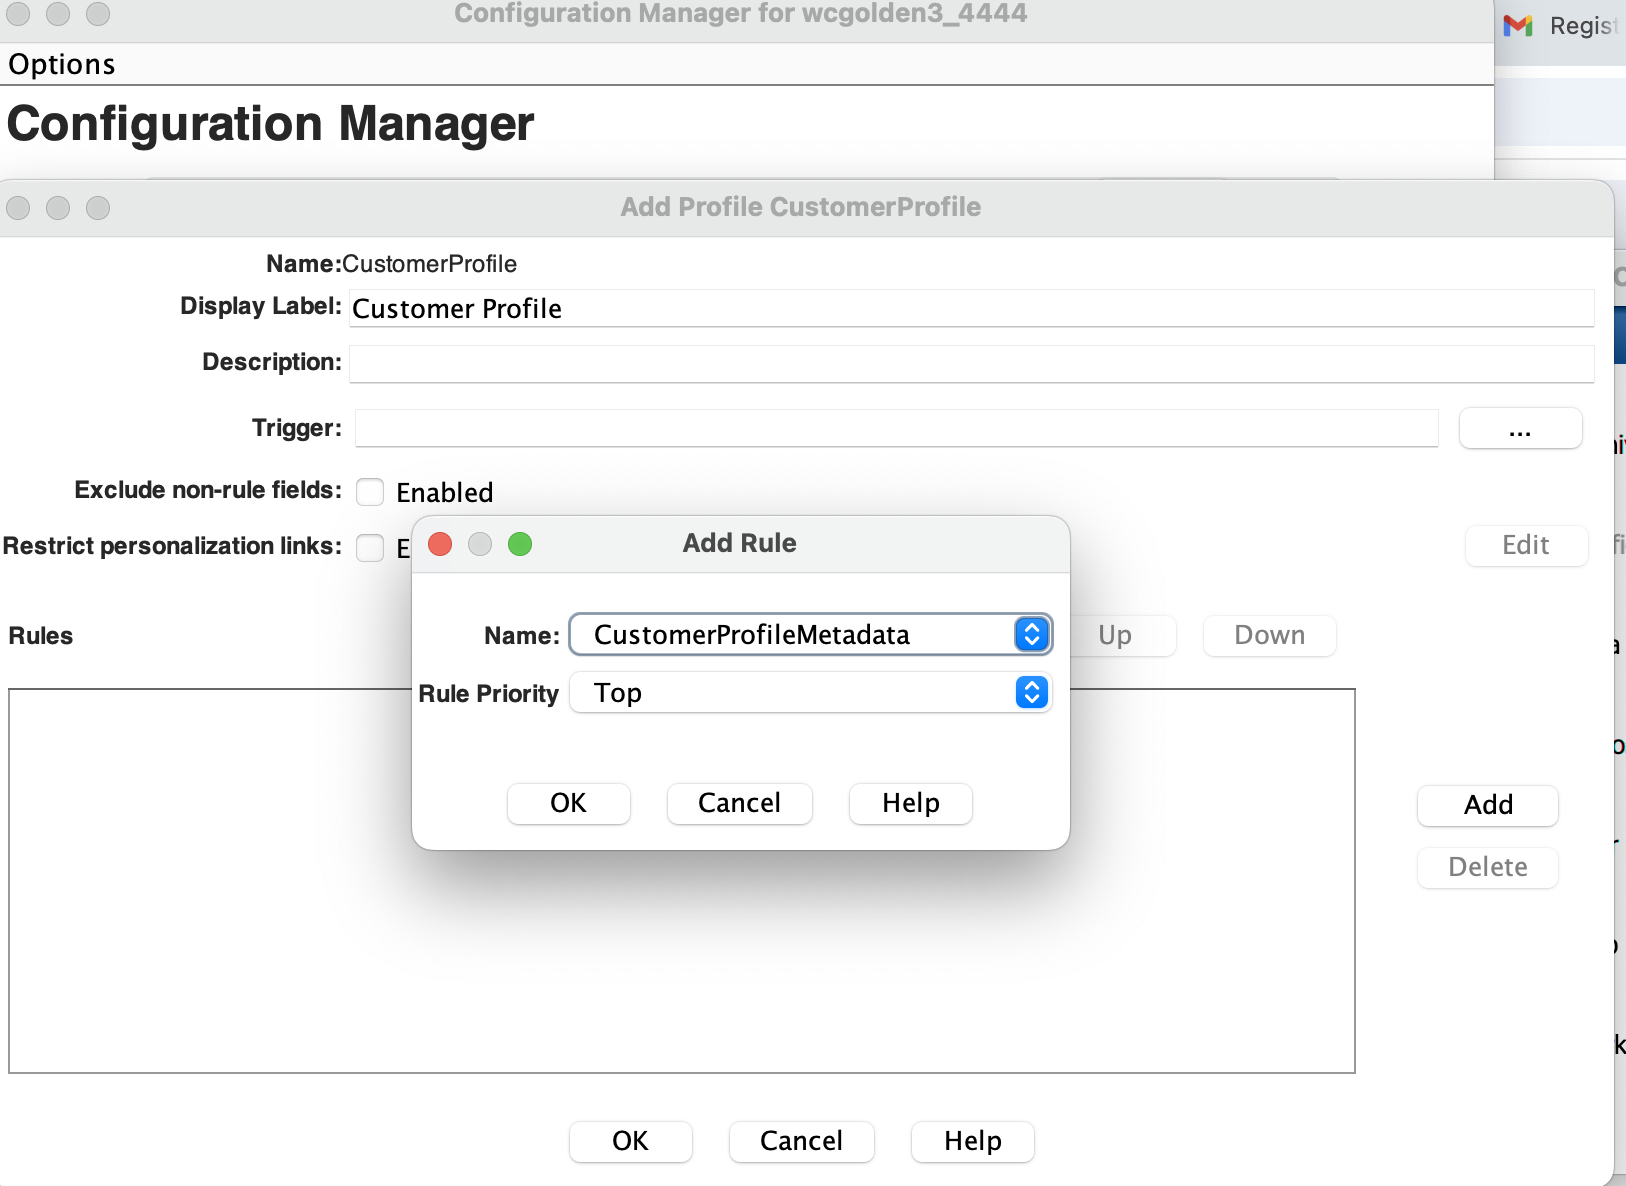 Configuration Manager for wcgolden3_4444
Regist
Options
Configuration Manager
Add Profile CustomerProfile
Name:CustomerProfile
Display Label: Customer Profile
Description:
Trigger: ...
Exclude non-rule fields: Enabled
Restrict personalization links: E
Edit
Add Rule
Rules
Name: CustomerProfileMetadata
Up
Down
Rule Priority Top
OK
Cancel
Help
Add
Delete
OK
Cancel
Help